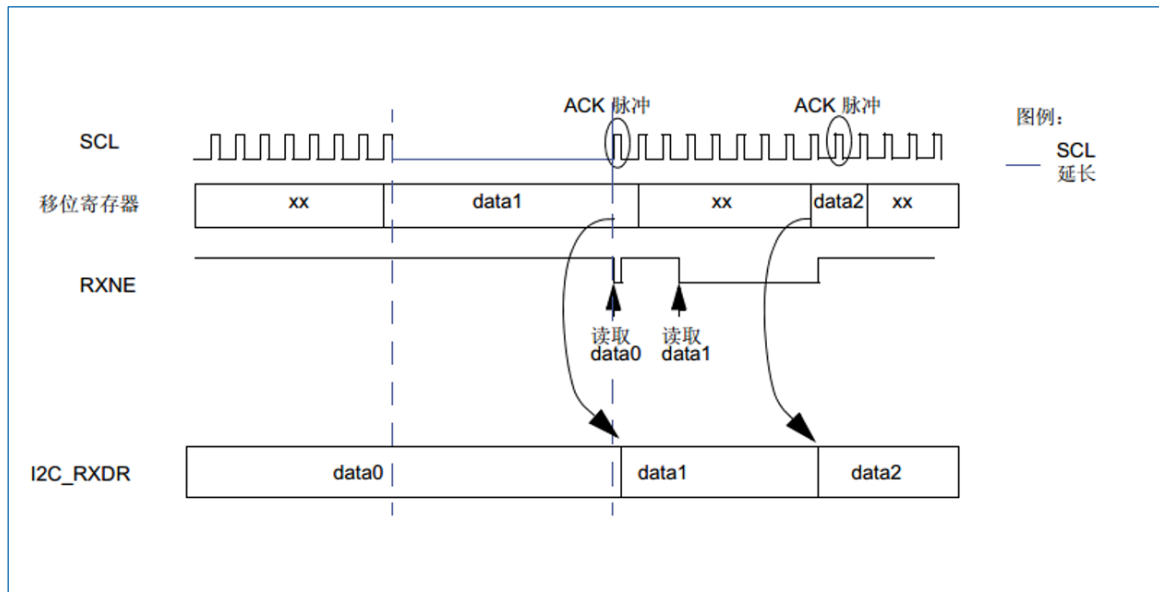 ACK 脉冲
ACK 脉冲
图例：
SCL
SCL
延长
移位寄存器
xx
data1
xx
data2
xx
RXNE
读取
data0
读取
data1
I2C_RXDR
data0
data1
data2